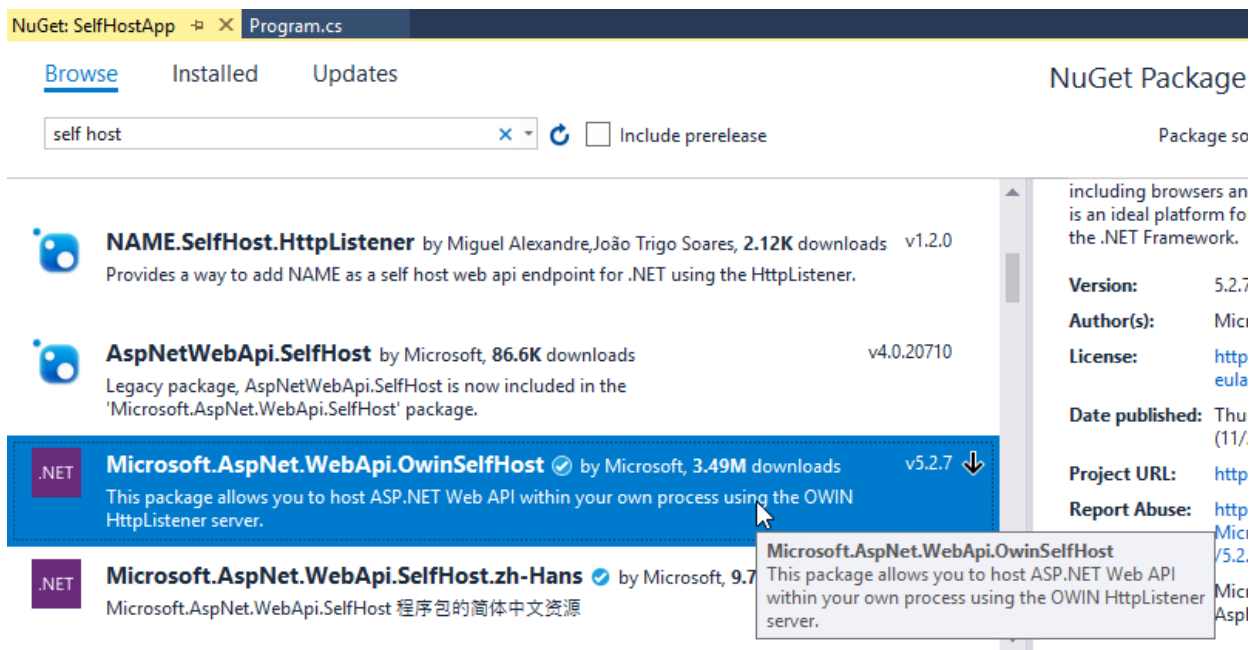 NuGet: SelfHostApp
Program.cs
Browse Installed Updates
NuGet Package
self host
Include prerelease
Package so
NAME.SelfHost.HttpListener by Miguel Alexandre,João Trigo Soares, 2.12K downloads v1.2.0
Provides a way to add NAME as a self host web api endpoint for .NET using the HttpListener.
AspNetWebApi.SelfHost by Microsoft, 86.6K downloads v4.0.20710
Legacy package, AspNetWebApi.SelfHost is now included in the
'Microsoft.AspNet.WebApi.SelfHost' package.
.NET
Microsoft.AspNet.WebApi.OwinSelfHost by Microsoft, 3.49M downloads v5.2.7
This package allows you to host ASP.NET Web API within your own process using the OWIN
HttpListener server.
.NET
Microsoft.AspNet.WebApi.SelfHost.zh-Hans by Microsoft, 9.7
Microsoft.AspNet.WebApi.SelfHost 程序包的简体中文资源
Microsoft.AspNet.WebApi.OwinSelfHost
This package allows you to host ASP.NET Web API
within your own process using the OWIN HttpListener
server.
including browsers an
is an ideal platform fo
the .NET Framework.
Version: 5.2.7
Author(s): Micr
License: http
eula
Date published: Thu
(11/
Project URL: http
Report Abuse: http
Micr
/5.2.
Micr
Aspl